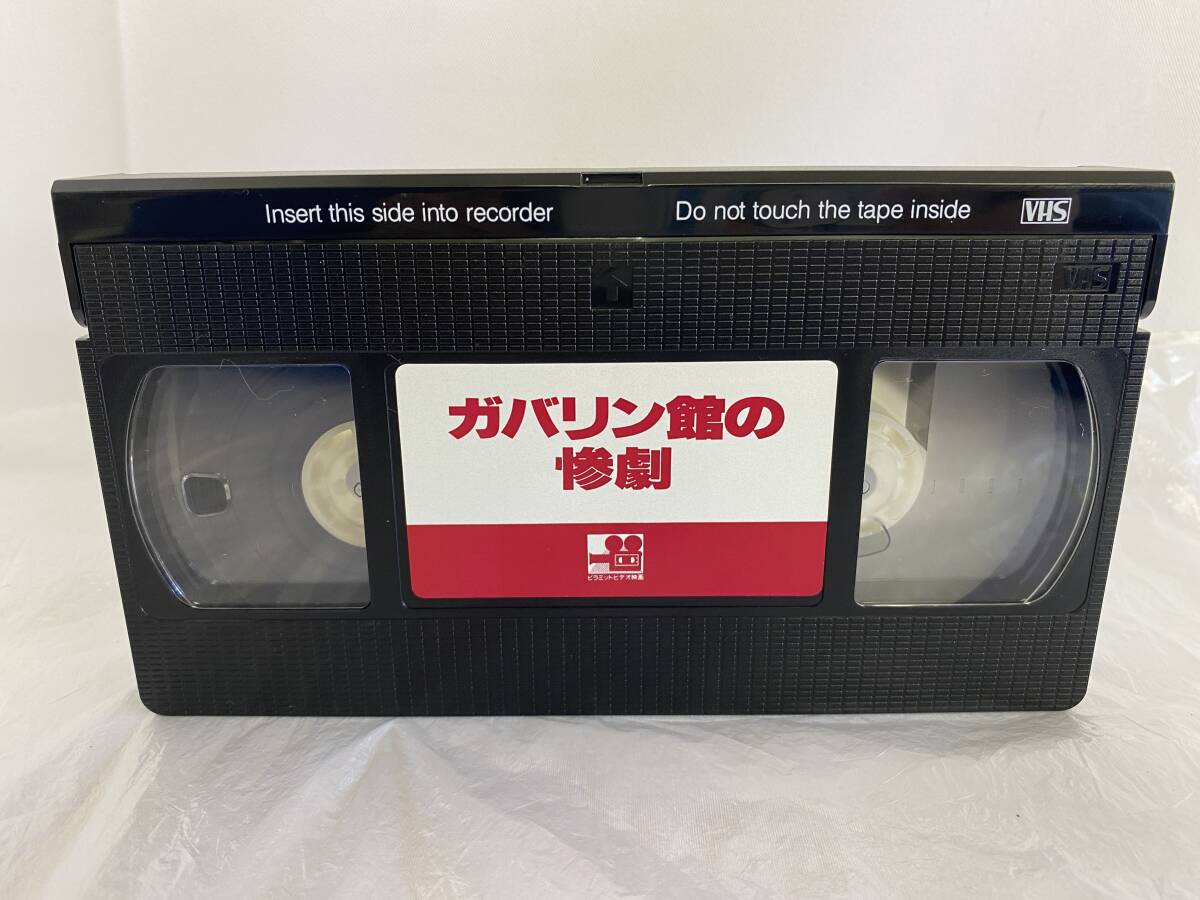 Insert this side into recorder
Do not touch the tape inside
VHS
VHS
ガバリン館の
惨劇
ピラミットビデオ映画